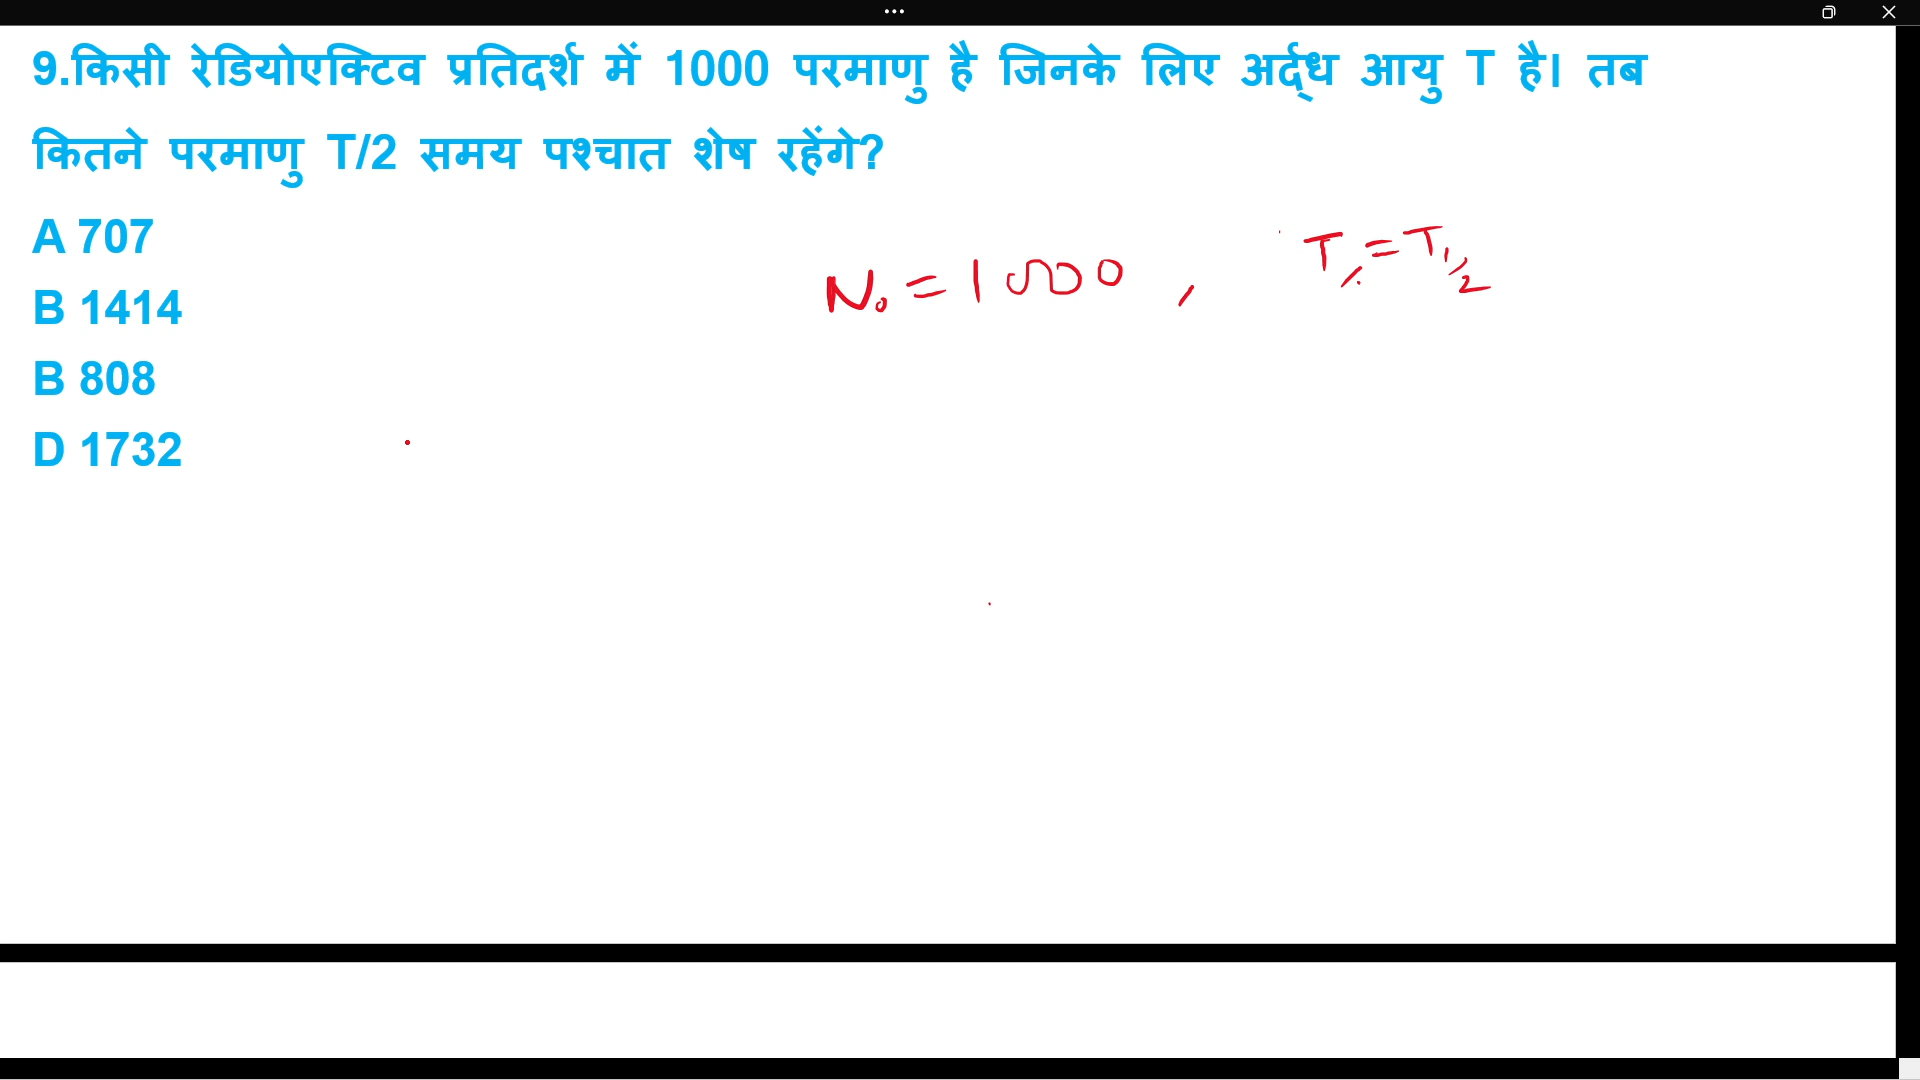 9.किसी रेडियोएक्टिव प्रतिदर्श में 1000 परमाणु है जिनके लिए अर्द्ध आयु T है। तब
कितने परमाणु T/2 समय पश्चात शेष रहेंगे?
A 707
B 1414
B 808
D 1732
N₀ = 1000 ,
= T1/2